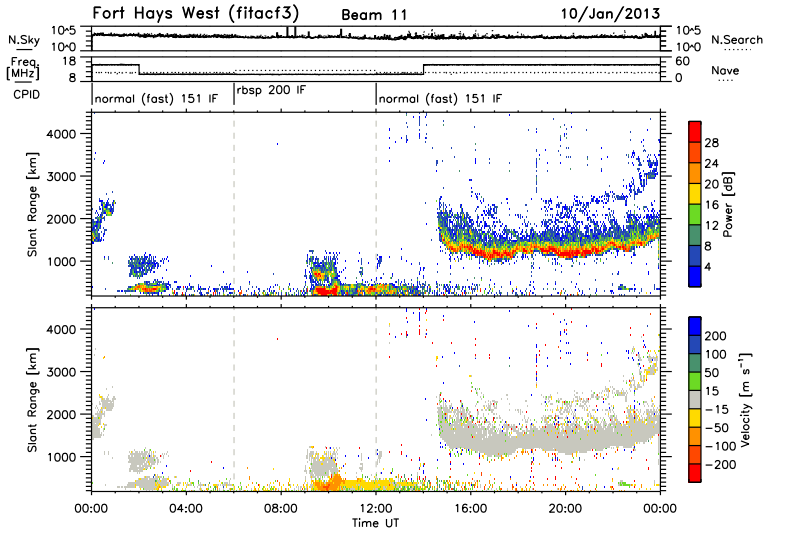 Fort Hays West (fitacf3) Beam 11 10/Jan/2013
N.Sky 10^5 10^0 10^5 10^0 N.Search
Freq. [MHz] 18 8 60 0 Nave
CPID normal (fast) 151 IF rbsp 200 IF normal (fast) 151 IF
Slant Range [km] 4000 3000 2000 1000
28 24 20 16 12 8 4 Power [dB]
Slant Range [km] 4000 3000 2000 1000
200 100 50 15 -15 -50 -100 -200 Velocity [m s^-1]
00:00 04:00 08:00 12:00 16:00 20:00 00:00
Time UT